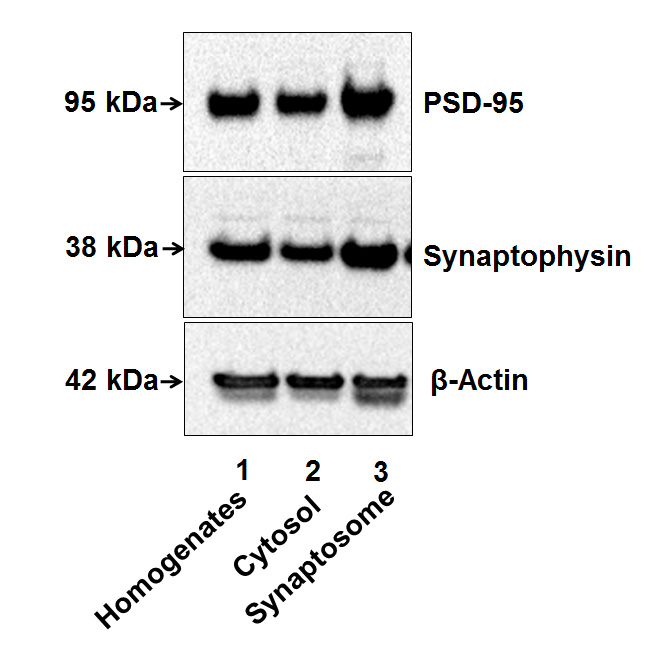 95 kDa PSD-95
38 kDa Synaptophysin
42 kDa β-Actin
1 2 3
Homogenates
Cytosol
Synaptosome